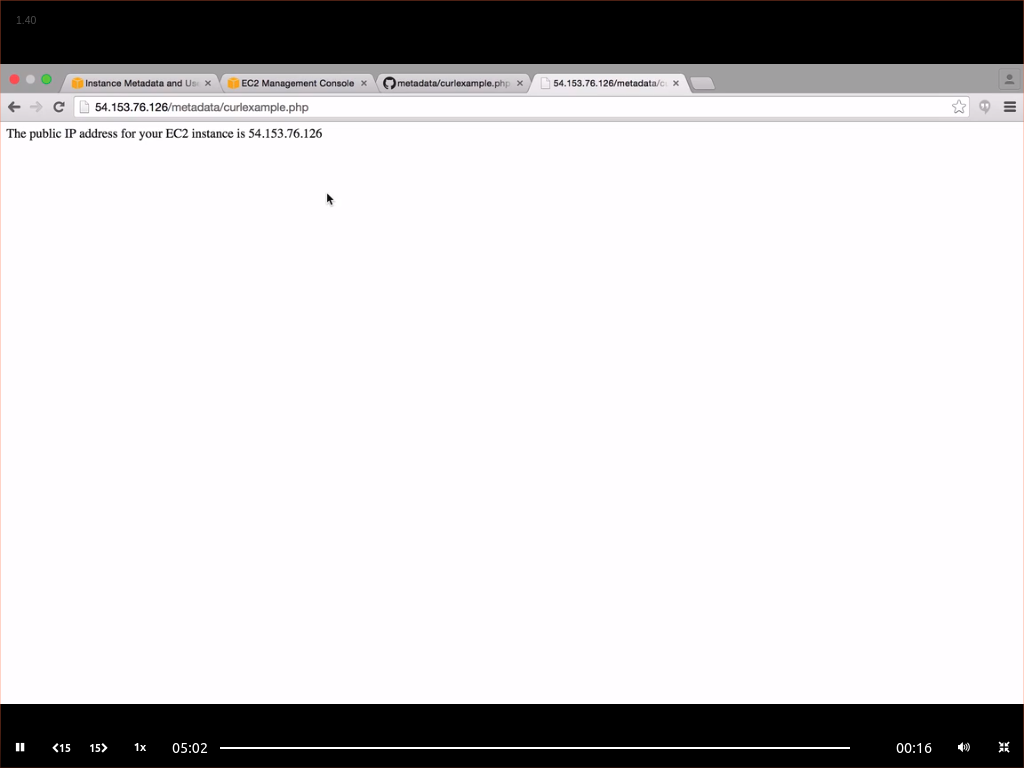 1.40
Instance Metadata and Us
EC2 Management Console
metadata/curlexample.php
54.153.76.126/metadata/c
54.153.76.126/metadata/curlexample.php
The public IP address for your EC2 instance is 54.153.76.126
15
15
1x
05:02
00:16